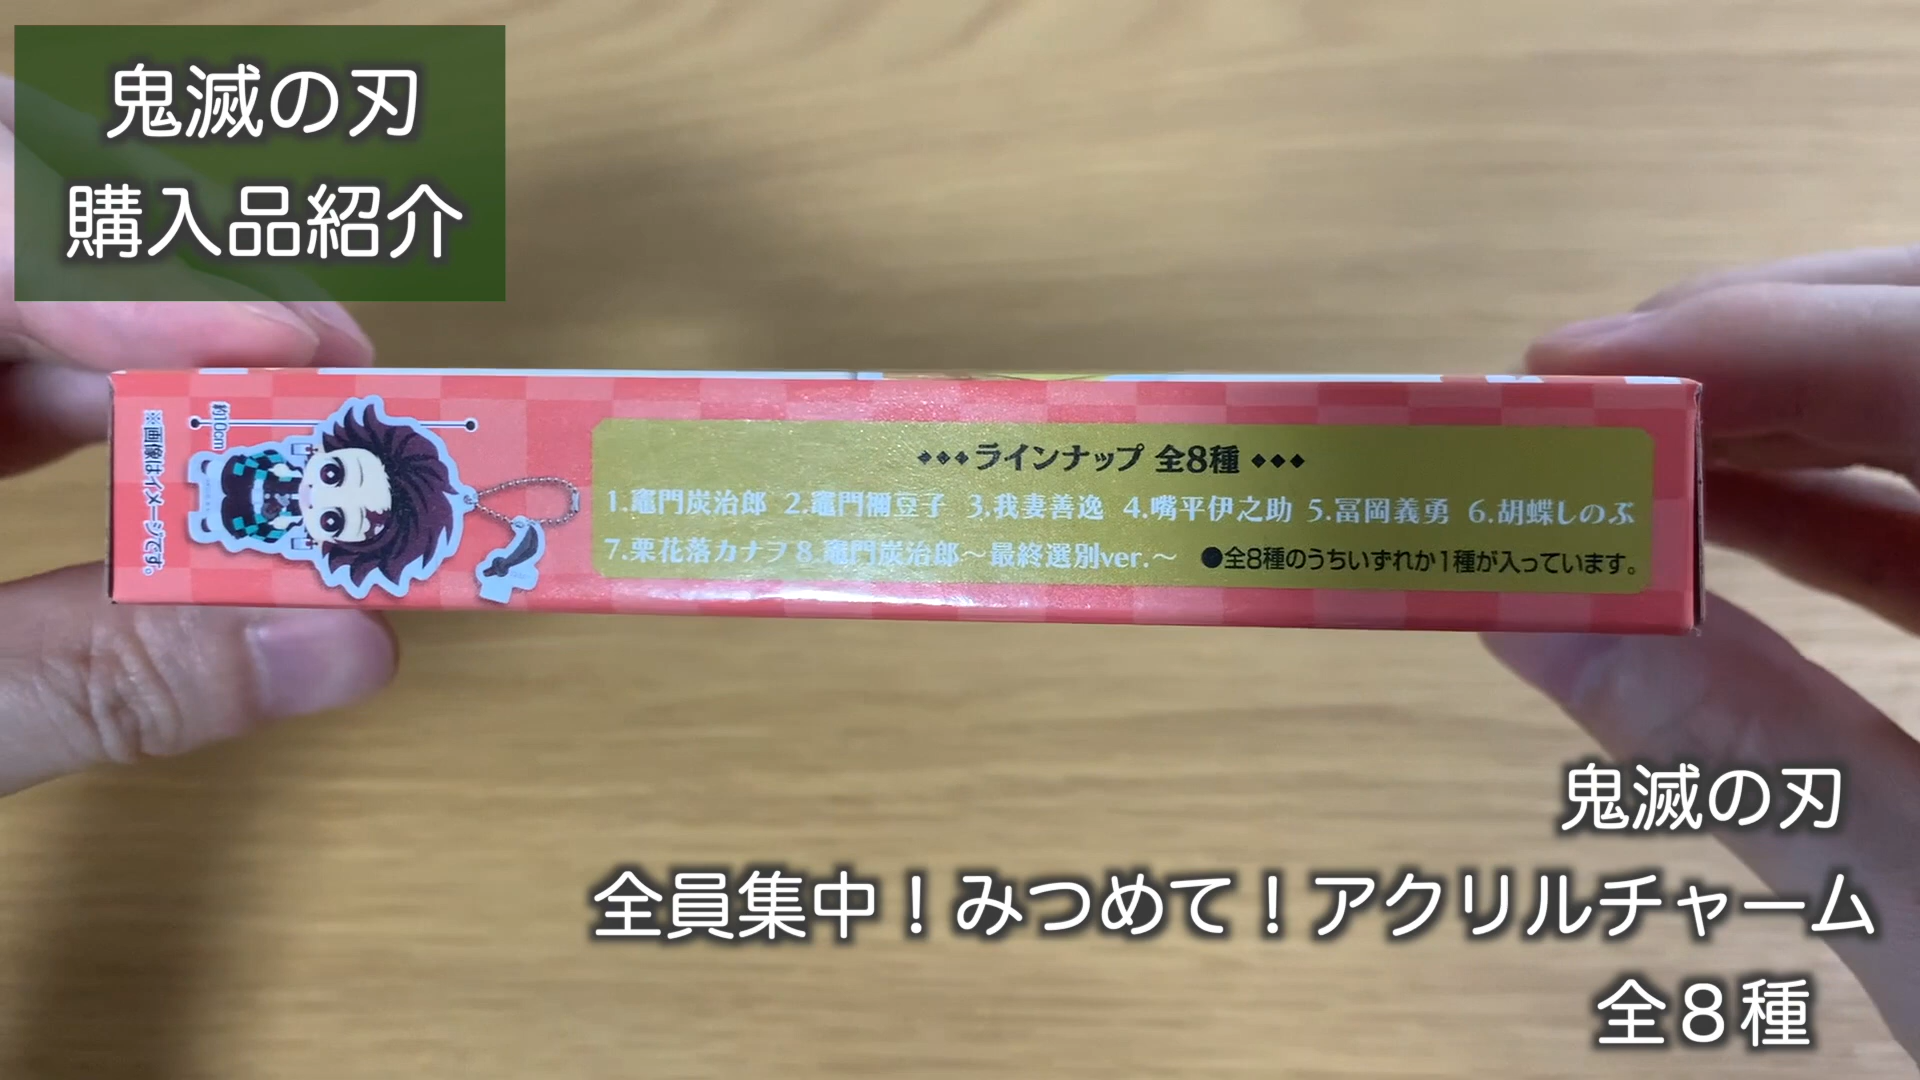 鬼滅の刃
購入品紹介
約10cm
※画像はイメージです。
◆◆◆ラインナップ 全8種◆◆◆
1.竈門炭治郎 2.竈門禰豆子 3.我妻善逸 4.嘴平伊之助 5.冨岡義勇 6.胡蝶しのぶ
7.栗花落カナヲ 8.竈門炭治郎～最終選別ver.～ ●全8種のうちいずれか1種が入っています。
鬼滅の刃
全員集中！みつめて！アクリルチャーム
全８種